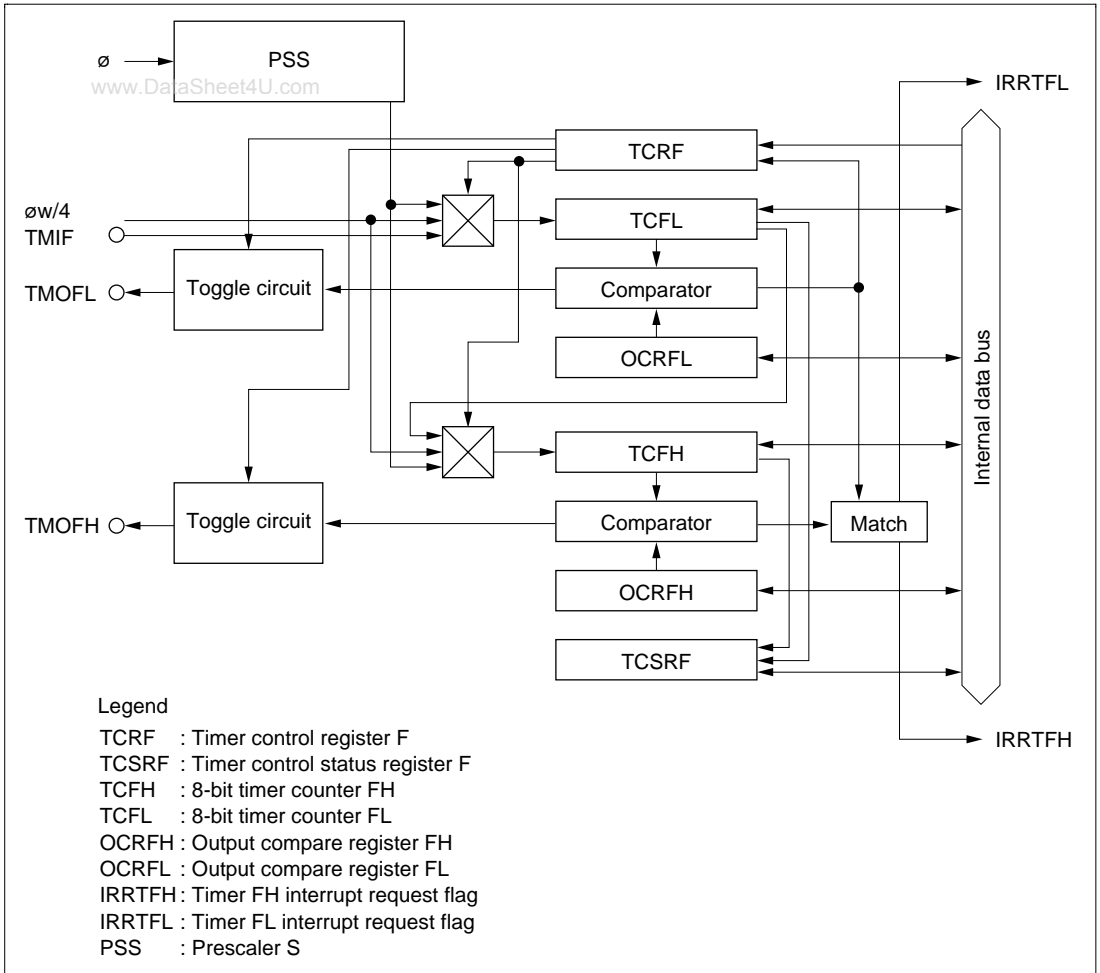 ø
PSS
www.DataSheet4U.com
IRRTFL
TCRF
øw/4
TMIF
TCFL
TMOFL
Toggle circuit
Comparator
OCRFL
Internal data bus
TCFH
TMOFH
Toggle circuit
Comparator
Match
OCRFH
TCSRF
IRRTFH
Legend
TCRF : Timer control register F
TCSRF : Timer control status register F
TCFH : 8-bit timer counter FH
TCFL : 8-bit timer counter FL
OCRFH : Output compare register FH
OCRFL : Output compare register FL
IRRTFH : Timer FH interrupt request flag
IRRTFL : Timer FL interrupt request flag
PSS : Prescaler S